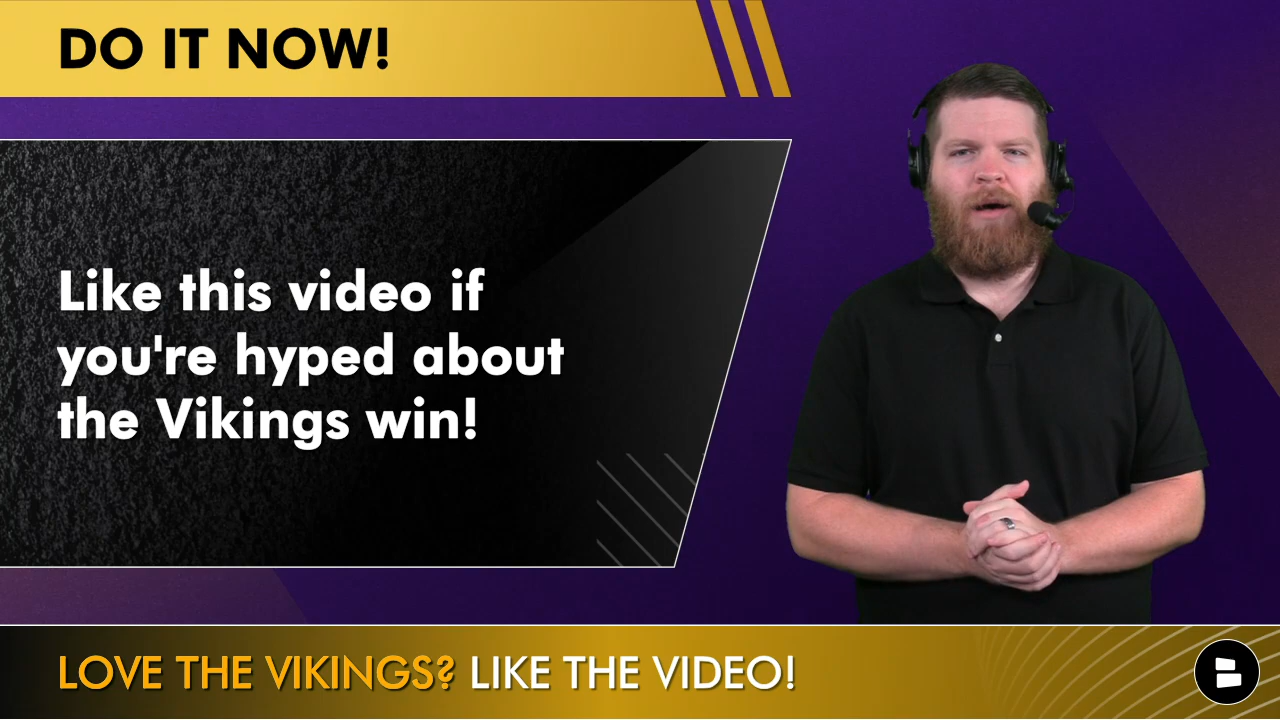 DO IT NOW!
Like this video if
you're hyped about
the Vikings win!
LOVE THE VIKINGS? LIKE THE VIDEO!